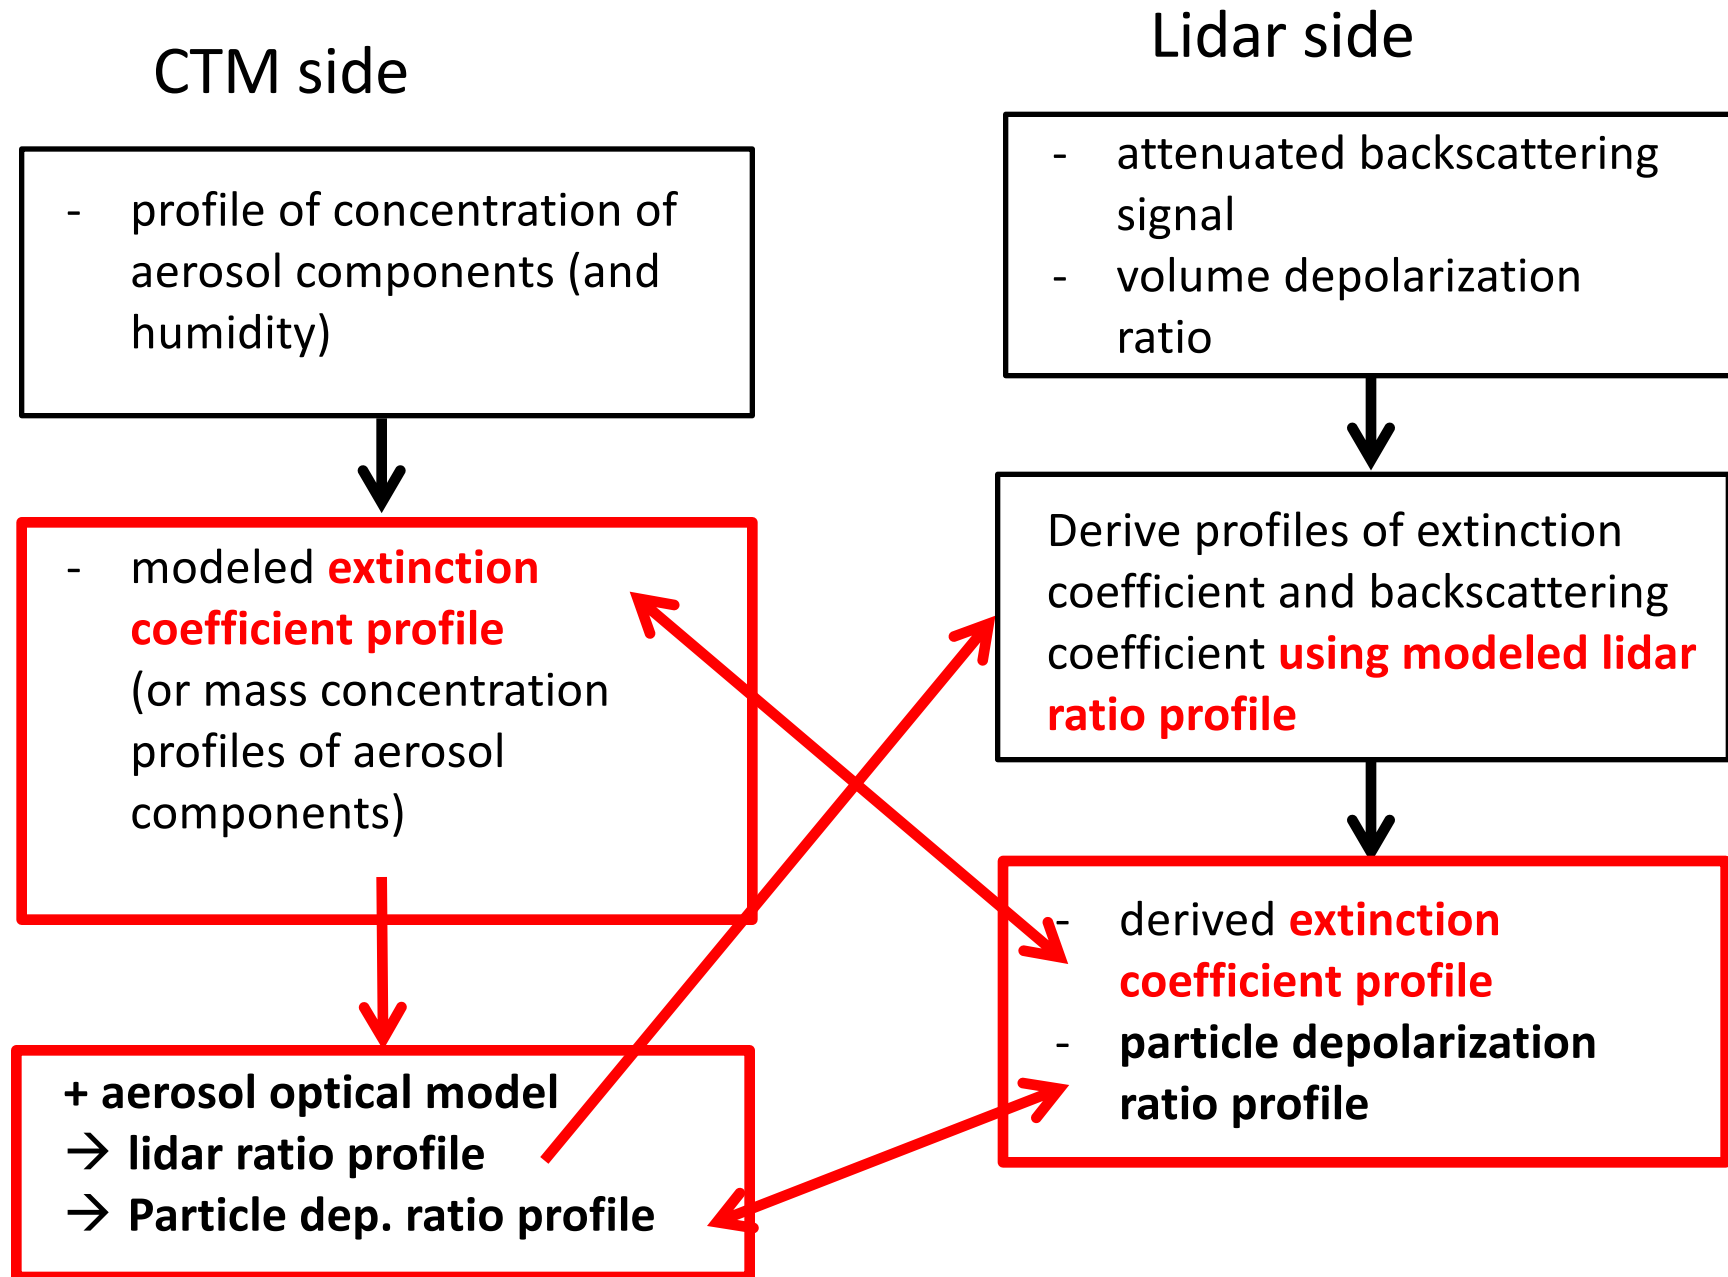 CTM side
- profile of concentration of
aerosol components (and
humidity)
- modeled extinction
coefficient profile
(or mass concentration
profiles of aerosol
components)
+ aerosol optical model
→ lidar ratio profile
→ Particle dep. ratio profile
Lidar side
- attenuated backscattering
signal
- volume depolarization
ratio
Derive profiles of extinction
coefficient and backscattering
coefficient using modeled lidar
ratio profile
- derived extinction
coefficient profile
- particle depolarization
ratio profile